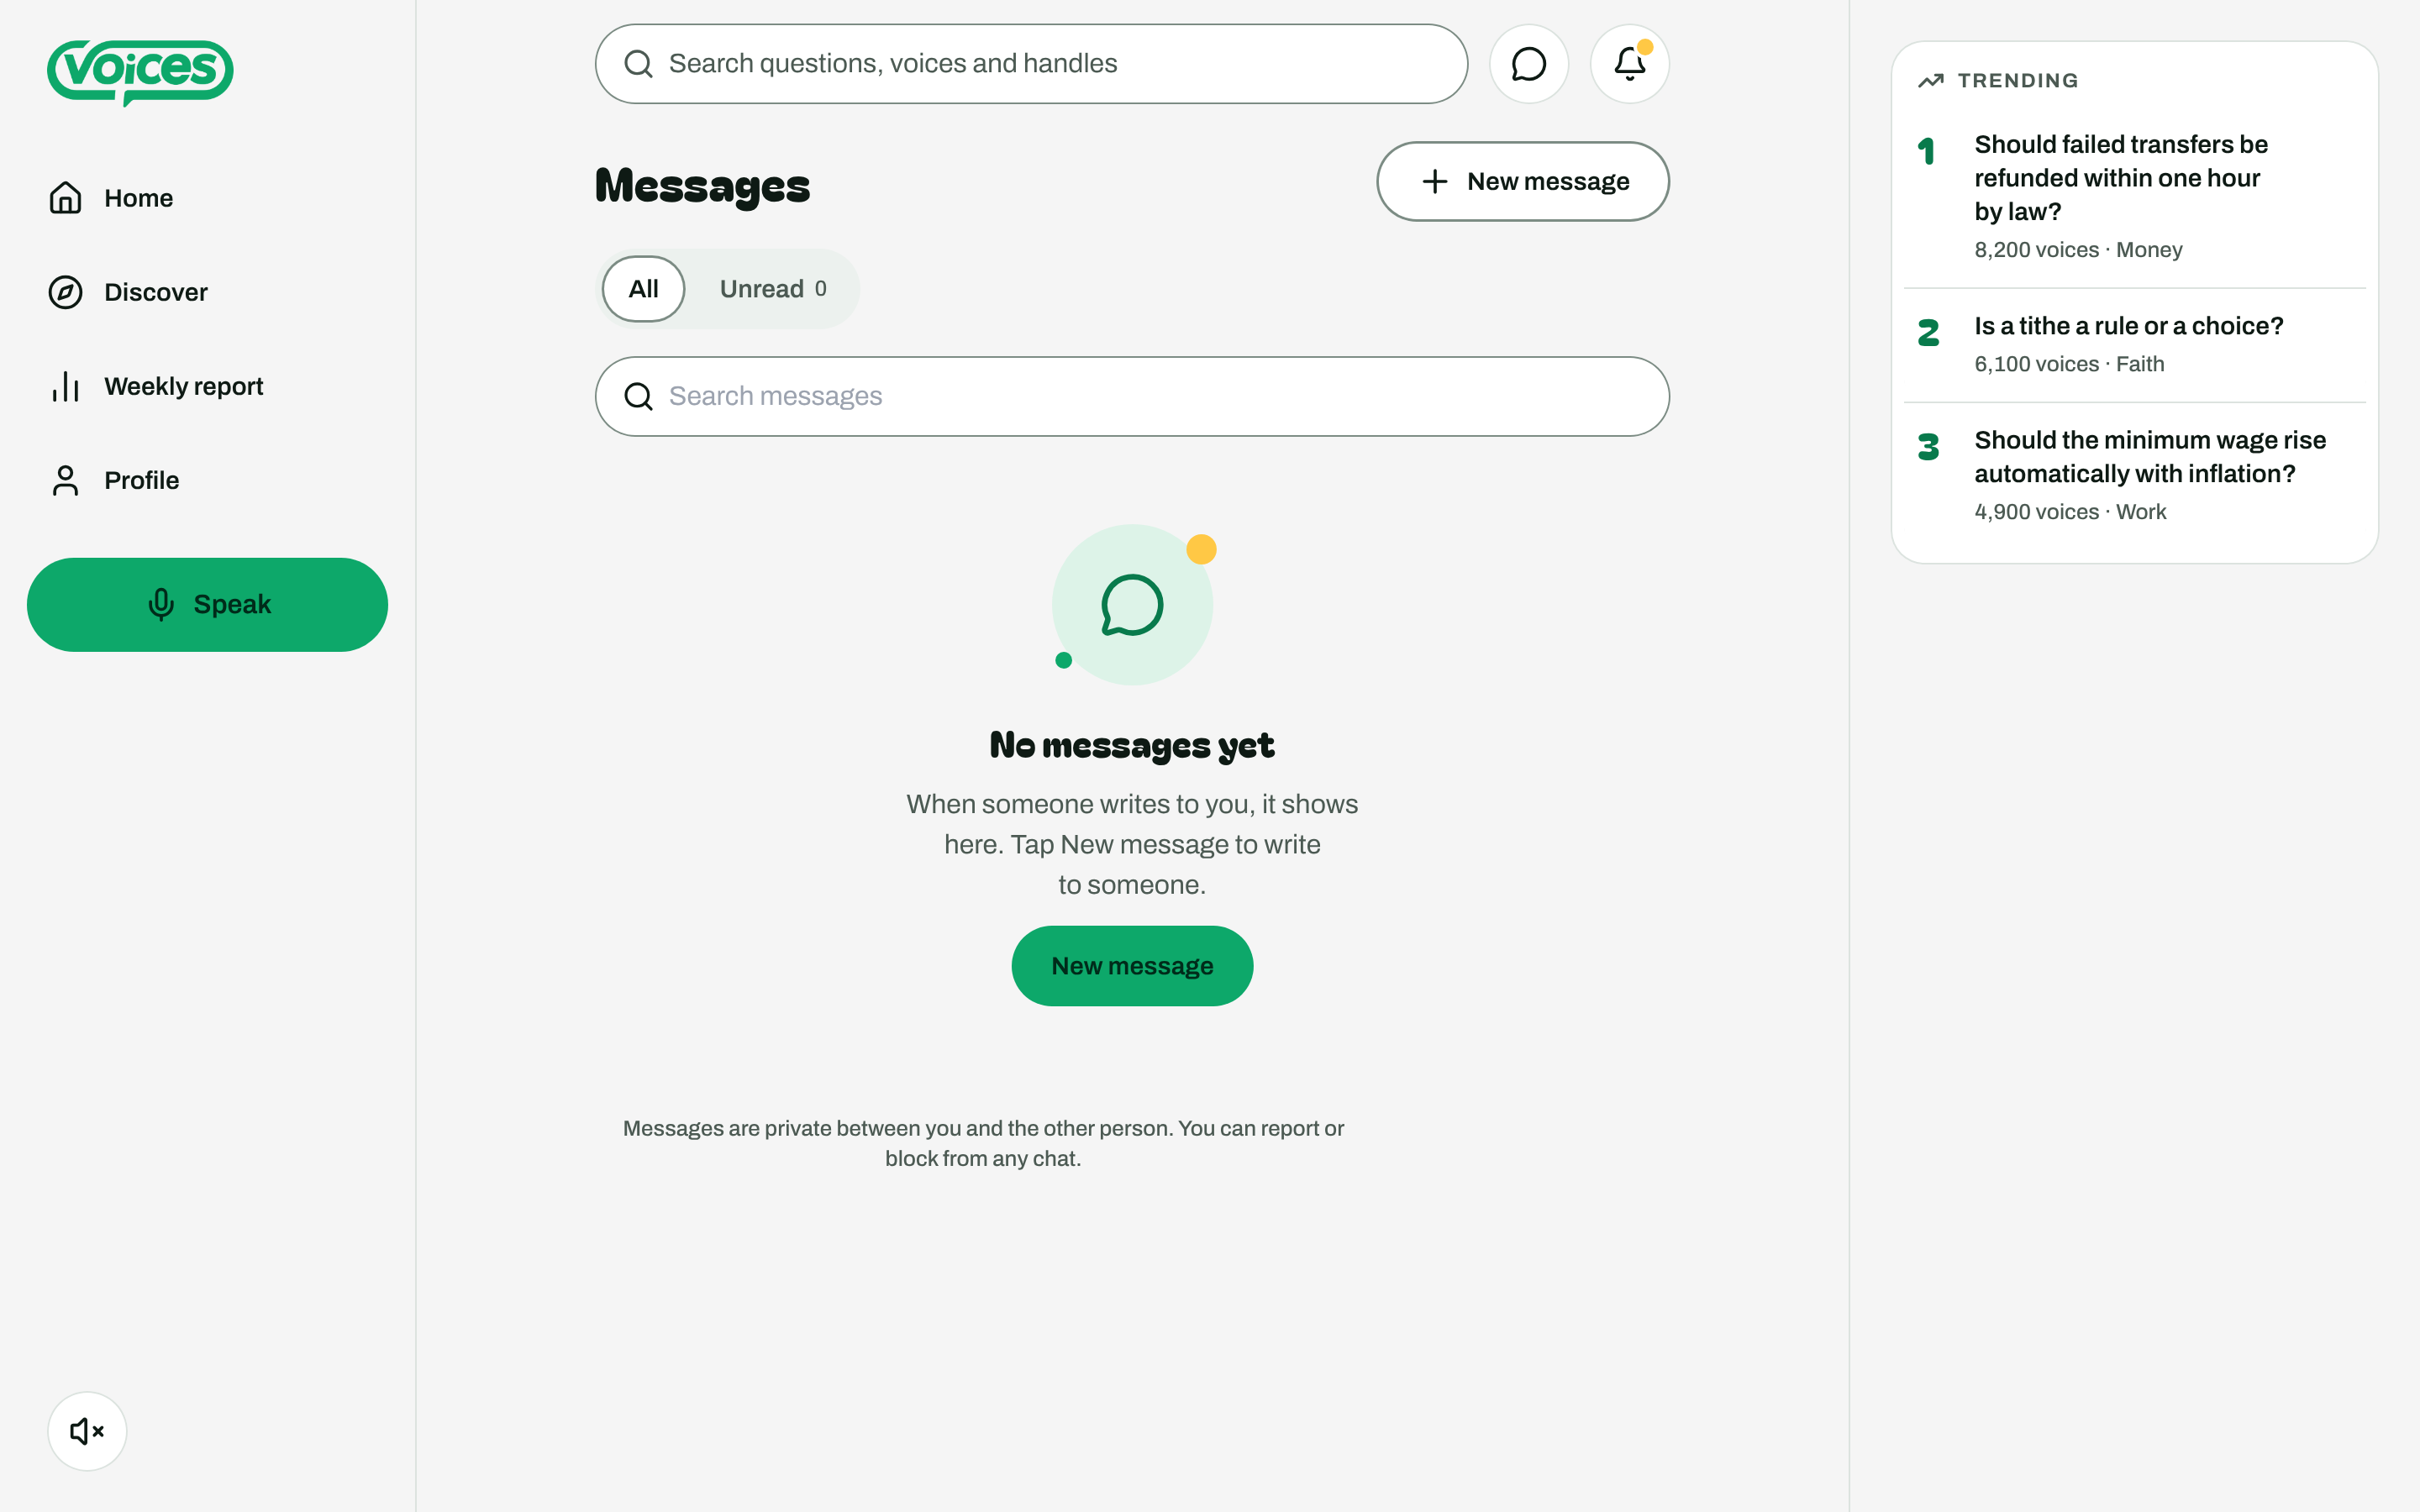 voices
Home
Discover
Weekly report
Profile
Speak
Search questions, voices and handles
Messages
New message
All
Unread 0
Search messages
No messages yet
When someone writes to you, it shows
here. Tap New message to write
to someone.
New message
Messages are private between you and the other person. You can report or
block from any chat.
TRENDING
1
Should failed transfers be
refunded within one hour
by law?
8,200 voices · Money
2
Is a tithe a rule or a choice?
6,100 voices · Faith
3
Should the minimum wage rise
automatically with inflation?
4,900 voices · Work